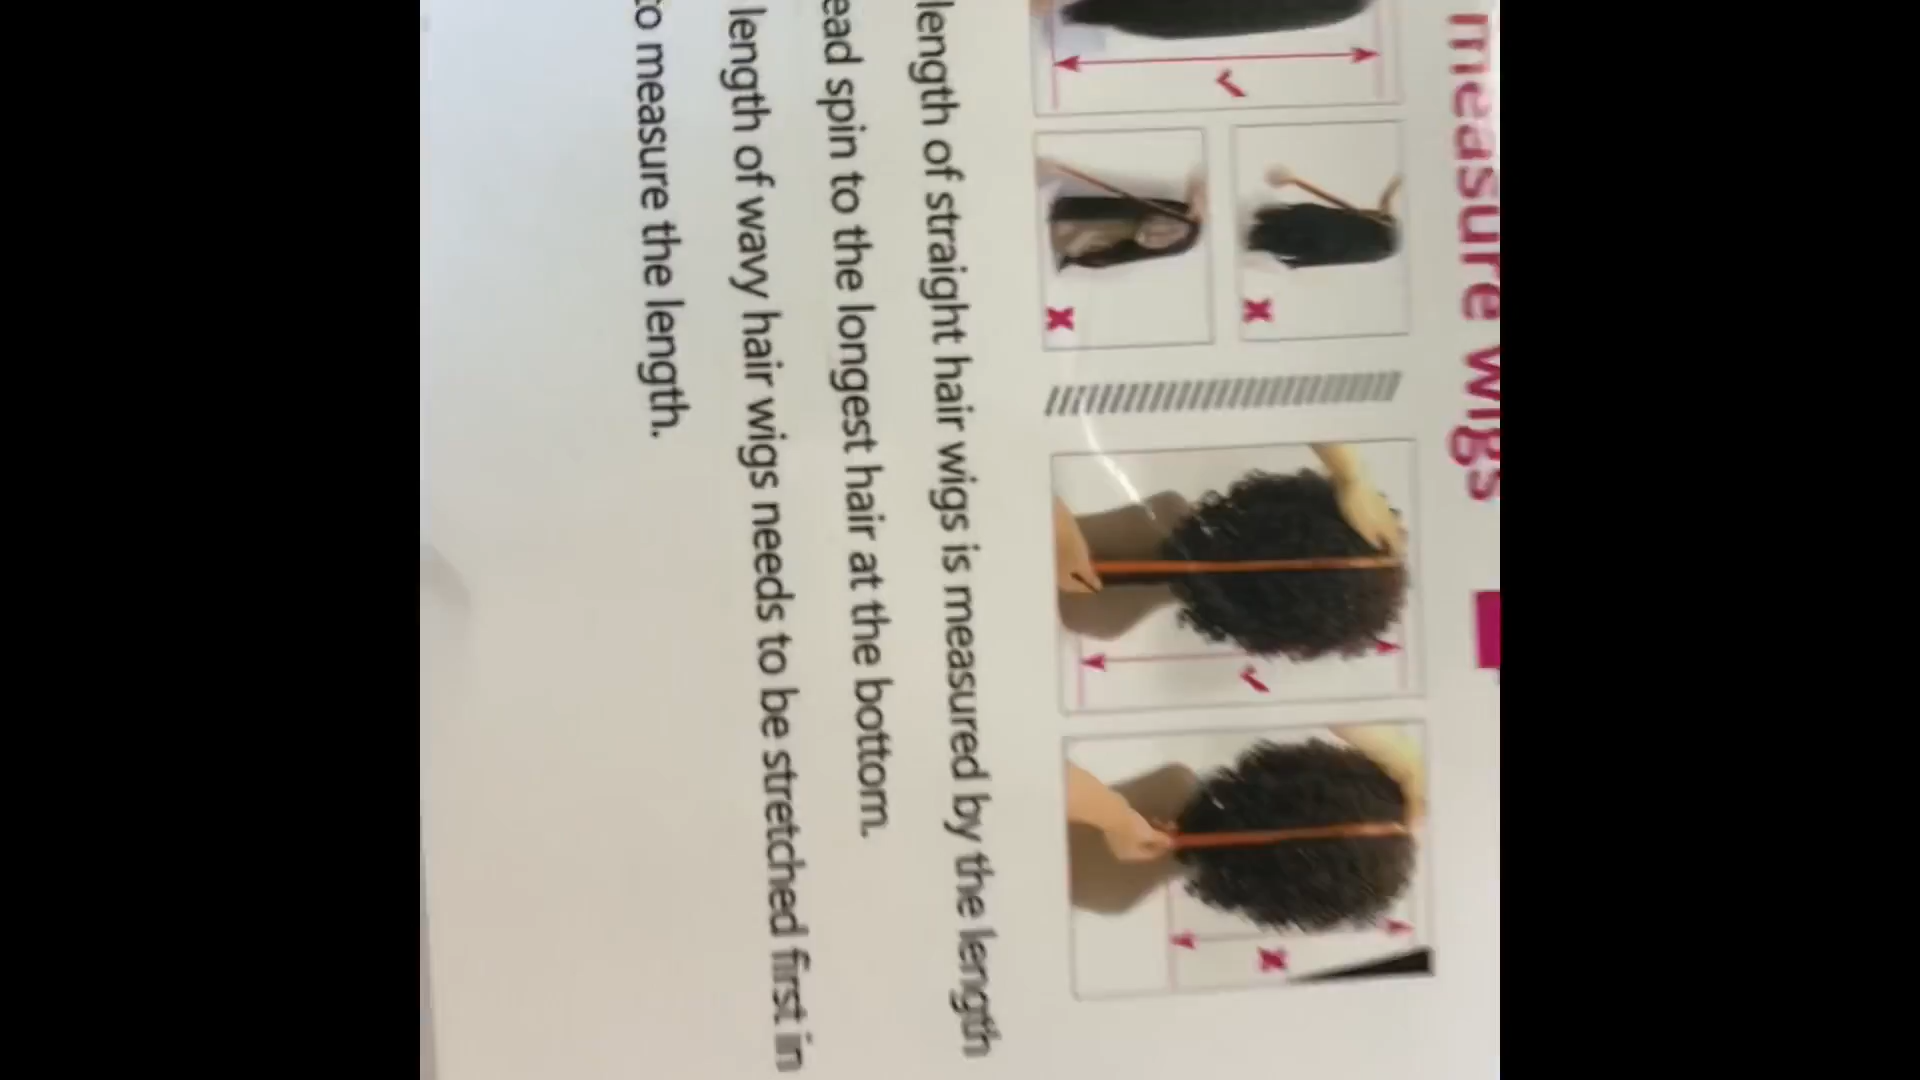 measure wigs
length of straight hair wigs is measured by the length
ead spin to the longest hair at the bottom.
length of wavy hair wigs needs to be stretched first in
to measure the length.